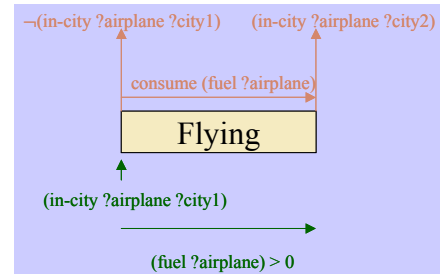 ¬(in-city ?airplane ?city1) (in-city ?airplane ?city2)
consume (fuel ?airplane)
Flying
(in-city ?airplane ?city1)
(fuel ?airplane) > 0